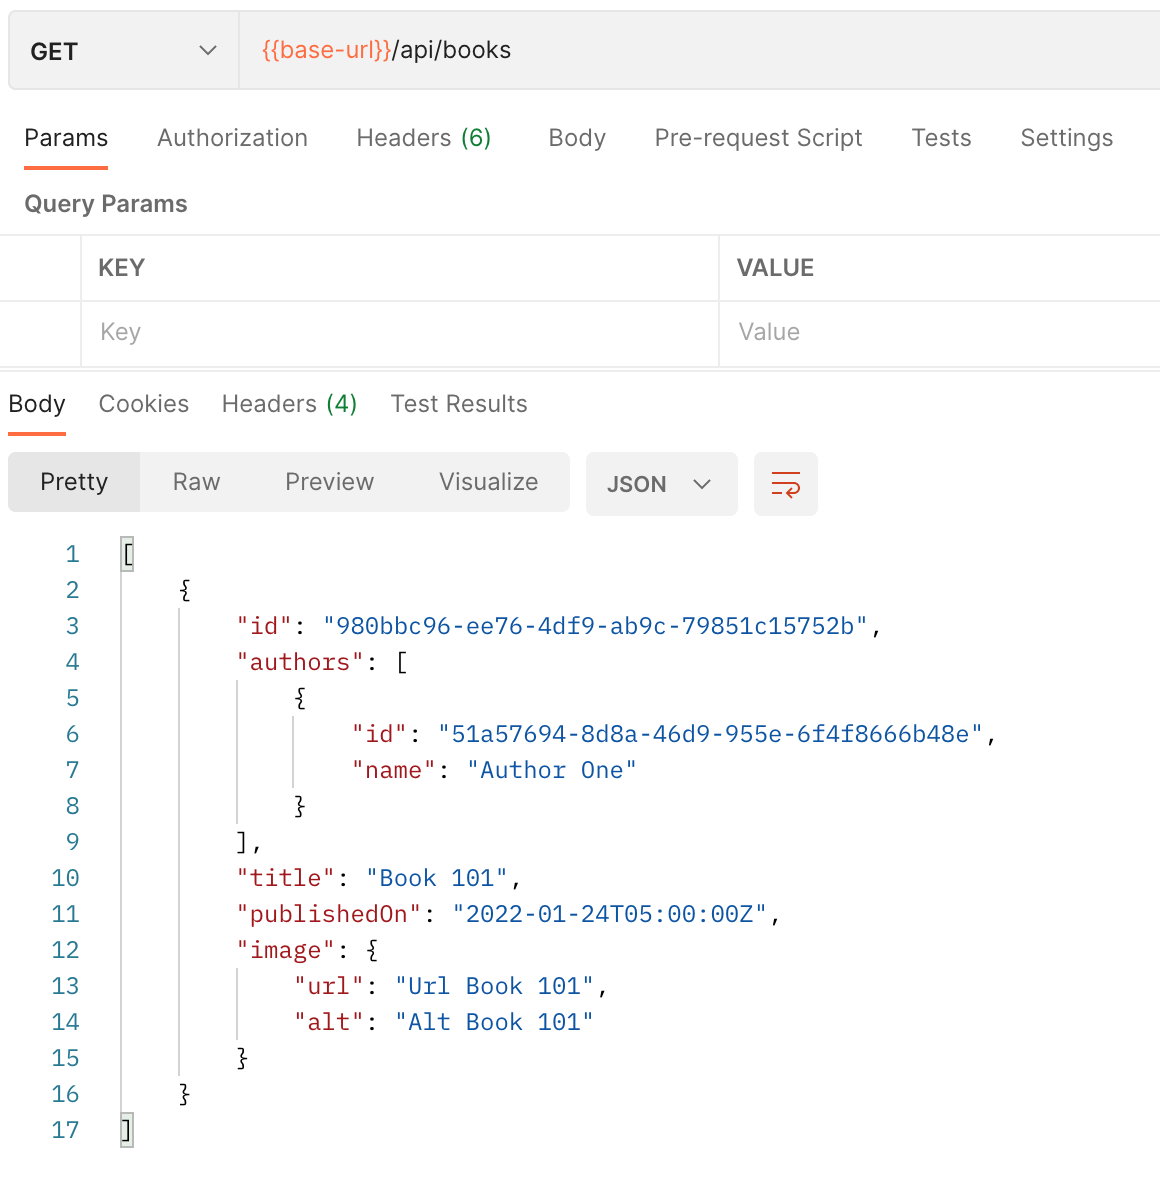 GET {{base-url}}/api/books
Params Authorization Headers (6) Body Pre-request Script Tests Settings
Query Params
KEY VALUE
Key Value
Body Cookies Headers (4) Test Results
Pretty Raw Preview Visualize JSON
1 [
2 {
3 "id": "980bbc96-ee76-4df9-ab9c-79851c15752b",
4 "authors": [
5 {
6 "id": "51a57694-8d8a-46d9-955e-6f4f8666b48e",
7 "name": "Author One"
8 }
9 ],
10 "title": "Book 101",
11 "publishedOn": "2022-01-24T05:00:00Z",
12 "image": {
13 "url": "Url Book 101",
14 "alt": "Alt Book 101"
15 }
16 }
17 ]